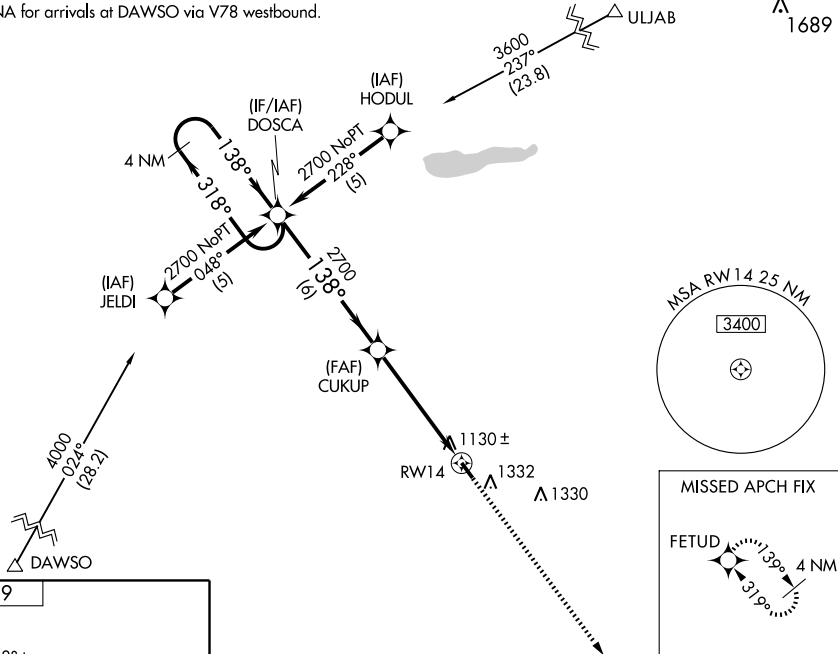 NA for arrivals at DAWSO via V78 westbound.
ULJAB
1689
3600
237°
(23.8)
(IAF)
HODUL
(IF/IAF)
DOSCA
4 NM
138°
318°
2700 NoPT
228°
(5)
2700 NoPT
048°
(5)
(IAF)
JELDI
2700
138°
(6)
MSA RW14 25 NM
3400
(FAF)
CUKUP
1130 ±
RW14
1332
1330
4000
024°
(28.2)
DAWSO
MISSED APCH FIX
FETUD
139°
4 NM
319°
9